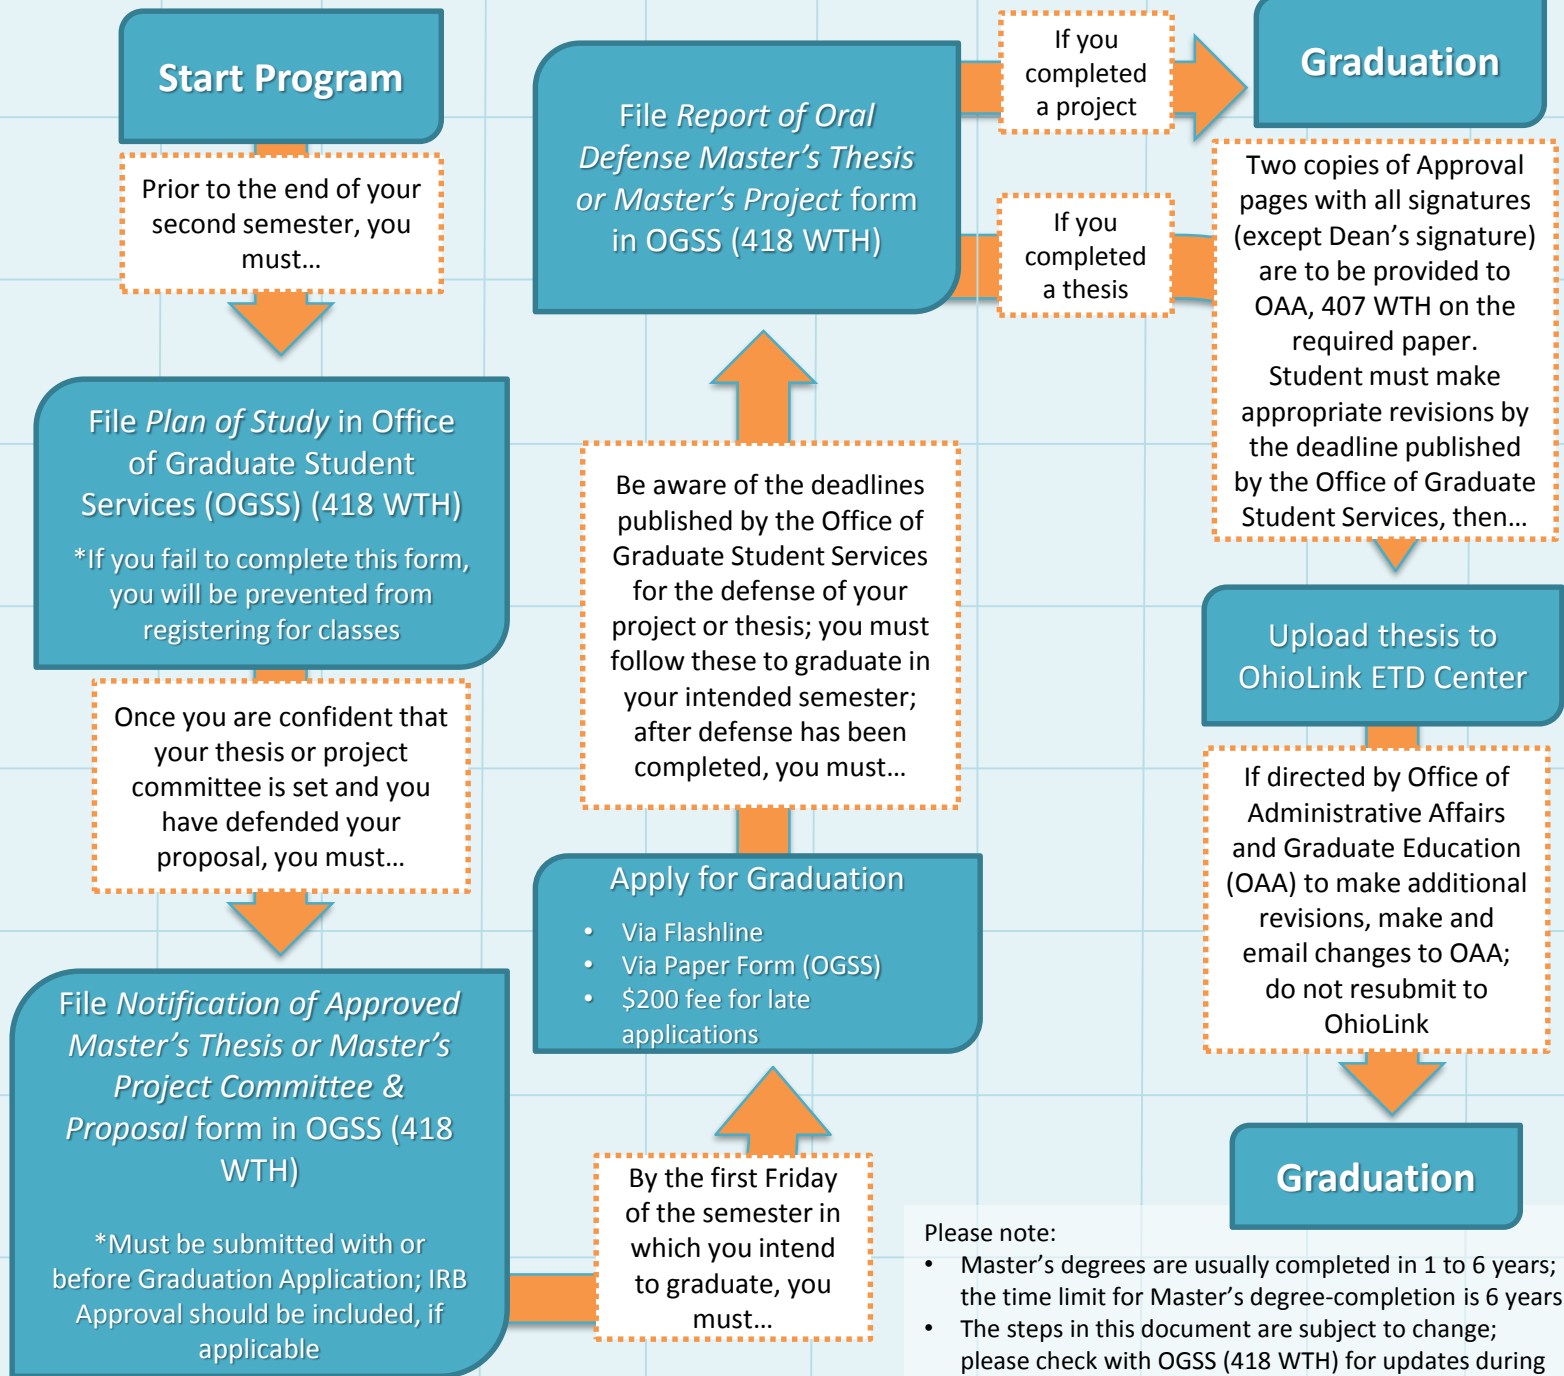 Start Program
Prior to the end of your
second semester, you
must…
File Plan of Study in Office
of Graduate Student
Services (OGSS) (418 WTH)
*If you fail to complete this form,
you will be prevented from
registering for classes
Once you are confident that
your thesis or project
committee is set and you
have defended your
proposal, you must…
File Notification of Approved
Master’s Thesis or Master’s
Project Committee &
Proposal form in OGSS (418
WTH)
*Must be submitted with or
before Graduation Application; IRB
Approval should be included, if
applicable
By the first Friday
of the semester in
which you intend
to graduate, you
must…
Apply for Graduation
• Via Flashline
• Via Paper Form (OGSS)
• $200 fee for late
applications
Be aware of the deadlines
published by the Office of
Graduate Student Services
for the defense of your
project or thesis; you must
follow these to graduate in
your intended semester;
after defense has been
completed, you must…
File Report of Oral
Defense Master’s Thesis
or Master’s Project form
in OGSS (418 WTH)
If you
completed
a project
Graduation
If you
completed
a thesis
Two copies of Approval
pages with all signatures
(except Dean’s signature)
are to be provided to
OAA, 407 WTH on the
required paper.
Student must make
appropriate revisions by
the deadline published
by the Office of Graduate
Student Services, then…
Upload thesis to
OhioLink ETD Center
If directed by Office of
Administrative Affairs
and Graduate Education
(OAA) to make additional
revisions, make and
email changes to OAA;
do not resubmit to
OhioLink
Graduation
Please note:
• Master’s degrees are usually completed in 1 to 6 years;
the time limit for Master’s degree-completion is 6 years
• The steps in this document are subject to change;
please check with OGSS (418 WTH) for updates during